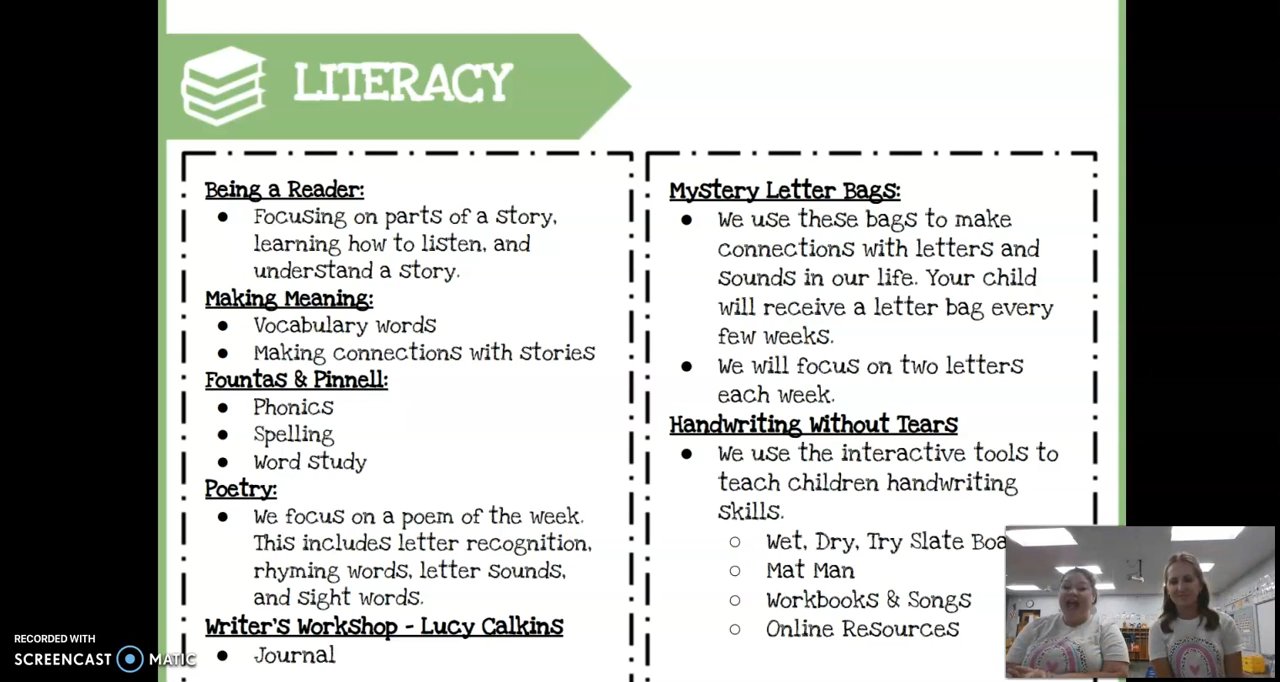 LITERACY
Being a Reader:
● Focusing on parts of a story,
learning how to listen, and
understand a story.
Making Meaning:
● Vocabulary words
● Making connections with stories
Fountas & Pinnell:
● Phonics
● Spelling
● Word study
Poetry:
● We focus on a poem of the week.
This includes letter recognition,
rhyming words, letter sounds,
and sight words.
Writer's Workshop - Lucy Calkins
● Journal
Mystery Letter Bags:
● We use these bags to make
connections with letters and
sounds in our life. Your child
will receive a letter bag every
few weeks.
● We will focus on two letters
each week.
Handwriting Without Tears
● We use the interactive tools to
teach children handwriting
skills.
○ Wet, Dry, Try Slate Boa
○ Mat Man
○ Workbooks & Songs
○ Online Resources
RECORDED WITH
SCREENCAST MATIC